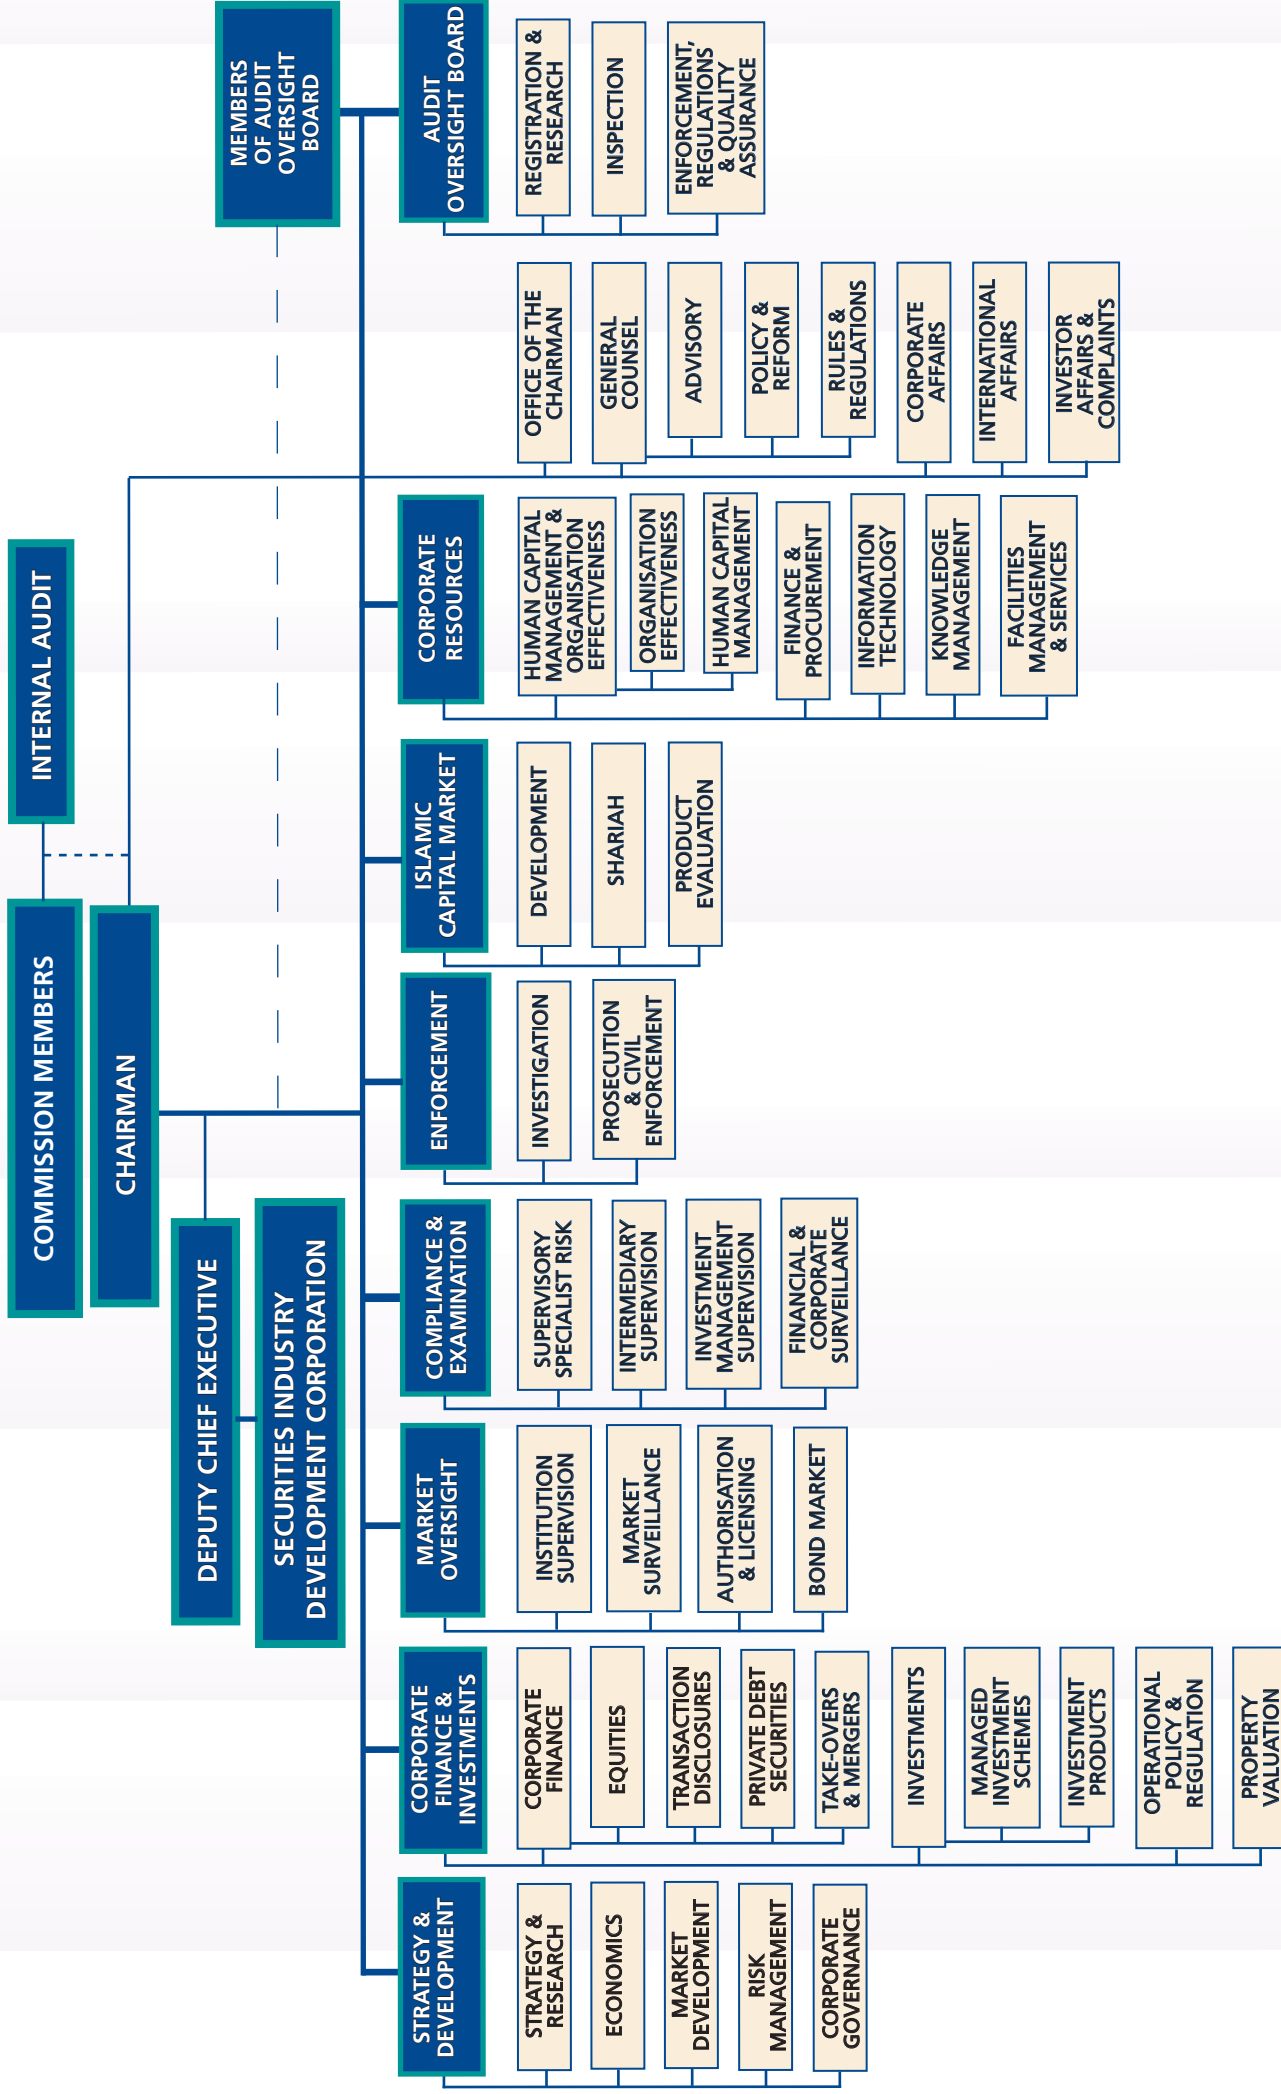 COMMISSION MEMBERS
INTERNAL AUDIT
CHAIRMAN
DEPUTY CHIEF EXECUTIVE
SECURITIES INDUSTRY
DEVELOPMENT CORPORATION
MEMBERS
OF AUDIT
OVERSIGHT
BOARD
STRATEGY &
DEVELOPMENT
STRATEGY &
RESEARCH
ECONOMICS
MARKET
DEVELOPMENT
RISK
MANAGEMENT
CORPORATE
GOVERNANCE
CORPORATE
FINANCE &
INVESTMENTS
CORPORATE
FINANCE
EQUITIES
TRANSACTION
DISCLOSURES
PRIVATE DEBT
SECURITIES
TAKE-OVERS
& MERGERS
INVESTMENTS
MANAGED
INVESTMENT
SCHEMES
INVESTMENT
PRODUCTS
OPERATIONAL
POLICY &
REGULATION
PROPERTY
VALUATION
MARKET
OVERSIGHT
INSTITUTION
SUPERVISION
MARKET
SURVEILLANCE
AUTHORISATION
& LICENSING
BOND MARKET
COMPLIANCE &
EXAMINATION
SUPERVISORY
SPECIALIST RISK
INTERMEDIARY
SUPERVISION
INVESTMENT
MANAGEMENT
SUPERVISION
FINANCIAL &
CORPORATE
SURVEILLANCE
ENFORCEMENT
INVESTIGATION
PROSECUTION
& CIVIL
ENFORCEMENT
ISLAMIC
CAPITAL MARKET
DEVELOPMENT
SHARIAH
PRODUCT
EVALUATION
CORPORATE
RESOURCES
HUMAN CAPITAL
MANAGEMENT &
ORGANISATION
EFFECTIVENESS
ORGANISATION
EFFECTIVENESS
HUMAN CAPITAL
MANAGEMENT
FINANCE &
PROCUREMENT
INFORMATION
TECHNOLOGY
KNOWLEDGE
MANAGEMENT
FACILITIES
MANAGEMENT
& SERVICES
OFFICE OF THE
CHAIRMAN
GENERAL
COUNSEL
ADVISORY
POLICY &
REFORM
RULES &
REGULATIONS
CORPORATE
AFFAIRS
INTERNATIONAL
AFFAIRS
INVESTOR
AFFAIRS &
COMPLAINTS
AUDIT
OVERSIGHT BOARD
REGISTRATION &
RESEARCH
INSPECTION
ENFORCEMENT,
REGULATIONS
& QUALITY
ASSURANCE